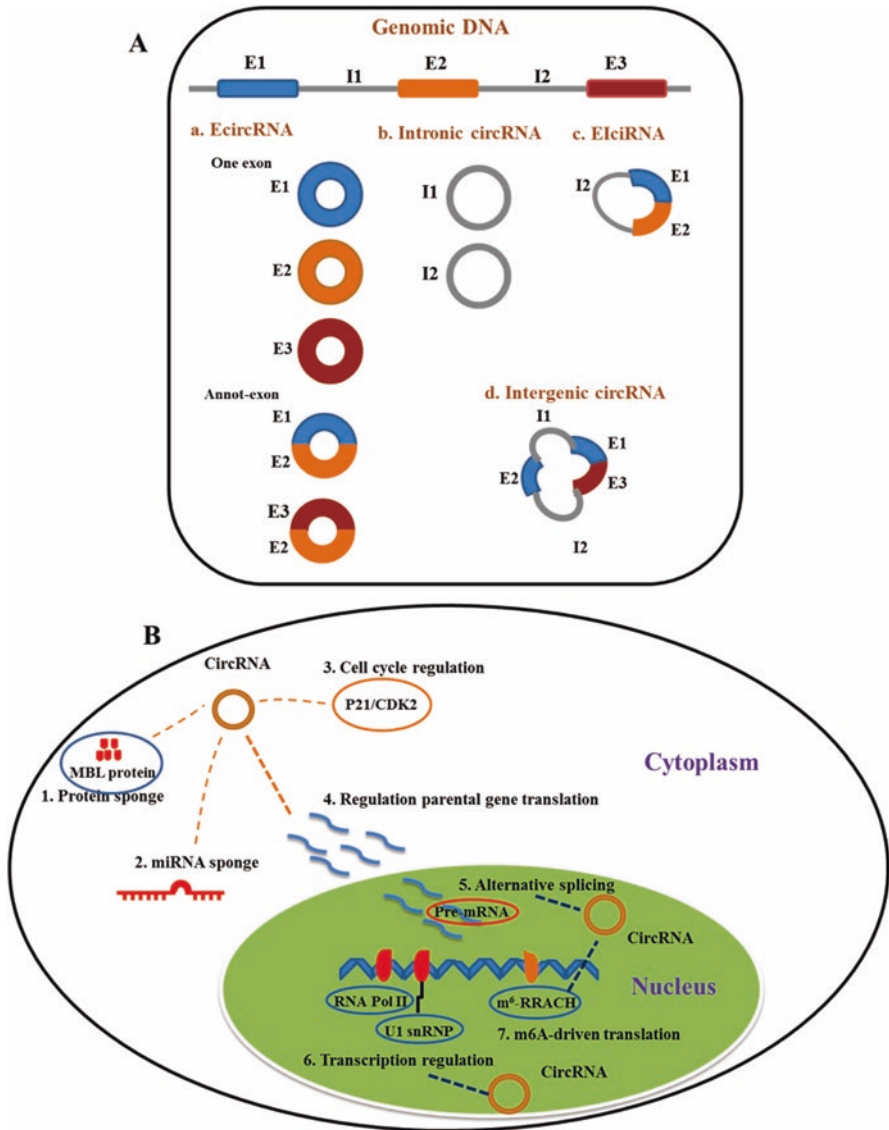 A
Genomic DNA
E1 I1 E2 I2 E3
a. EcircRNA
b. Intronic circRNA
c. EIciRNA
One exon
E1
I1
I2
E1
E2
E2
I2
E3
Annot-exon
E1
E2
E3
E2
d. Intergenic circRNA
I1
E1
E2
E3
I2
B
CircRNA
3. Cell cycle regulation
P21/CDK2
MBL protein
1. Protein sponge
Cytoplasm
4. Regulation parental gene translation
2. miRNA sponge
5. Alternative splicing
Pre-mRNA
CircRNA
Nucleus
RNA Pol II
m⁶-RRACH
U1 snRNP
7. m6A-driven translation
6. Transcription regulation
CircRNA